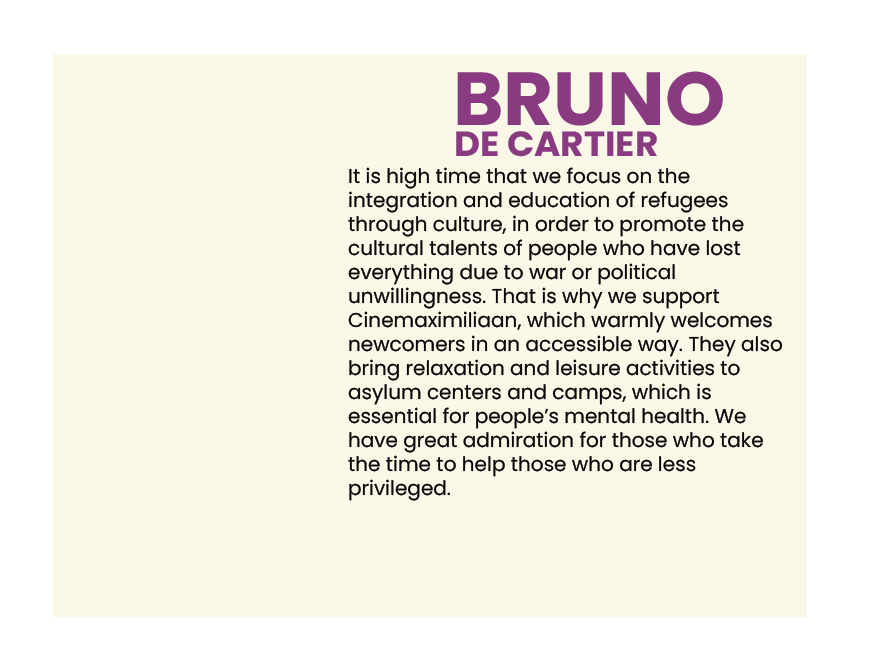 BRUNO
DE CARTIER
It is high time that we focus on the
integration and education of refugees
through culture, in order to promote the
cultural talents of people who have lost
everything due to war or political
unwillingness. That is why we support
Cinemaximiliaan, which warmly welcomes
newcomers in an accessible way. They also
bring relaxation and leisure activities to
asylum centers and camps, which is
essential for people’s mental health. We
have great admiration for those who take
the time to help those who are less
privileged.